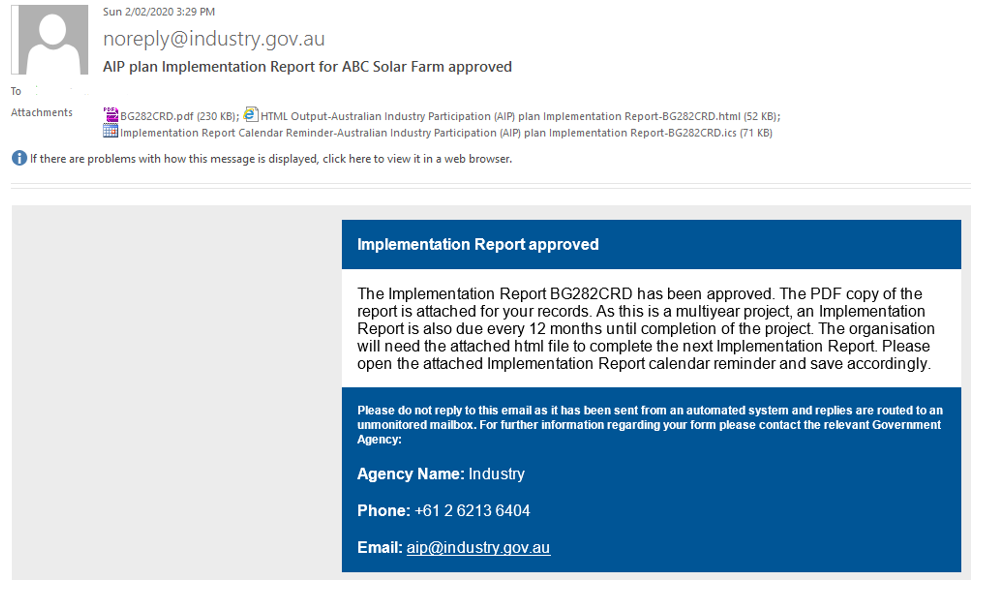 Sun 2/02/2020 3:29 PM
noreply@industry.gov.au
AIP plan Implementation Report for ABC Solar Farm approved
To
Attachments
BG282CRD.pdf (230 KB); HTML Output-Australian Industry Participation (AIP) plan Implementation Report-BG282CRD.html (52 KB);
Implementation Report Calendar Reminder-Australian Industry Participation (AIP) plan Implementation Report-BG282CRD.ics (71 KB)
If there are problems with how this message is displayed, click here to view it in a web browser.
Implementation Report approved
The Implementation Report BG282CRD has been approved. The PDF copy of the
report is attached for your records. As this is a multiyear project, an Implementation
Report is also due every 12 months until completion of the project. The organisation
will need the attached html file to complete the next Implementation Report. Please
open the attached Implementation Report calendar reminder and save accordingly.
Please do not reply to this email as it has been sent from an automated system and replies are routed to an
unmonitored mailbox. For further information regarding your form please contact the relevant Government
Agency:
Agency Name: Industry
Phone: +61 2 6213 6404
Email: aip@industry.gov.au